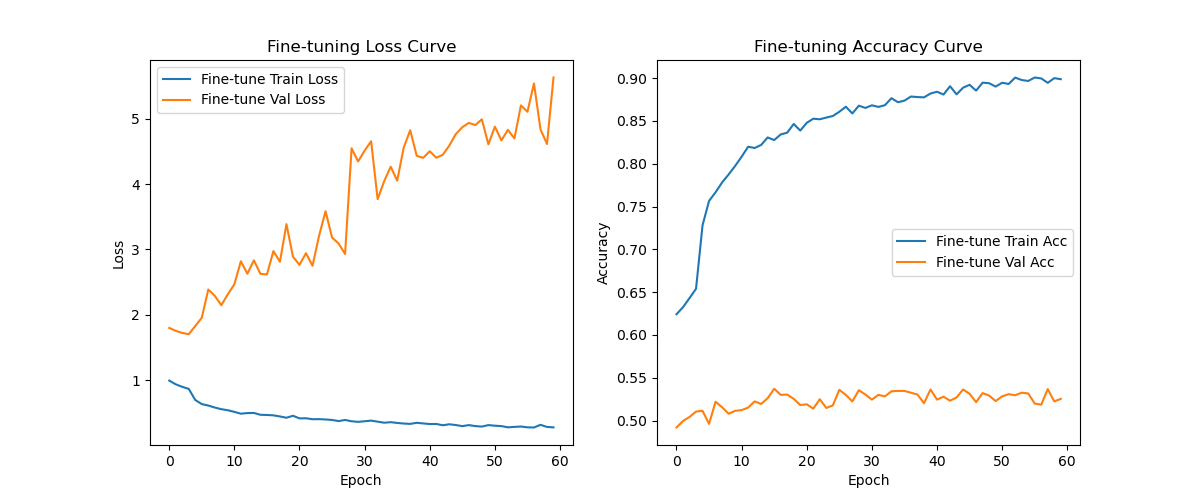 Fine-tuning Loss Curve
Fine-tune Train Loss
Fine-tune Val Loss
Loss
5
4
3
2
1
0 10 20 30 40 50 60
Epoch
Fine-tuning Accuracy Curve
Fine-tune Train Acc
Fine-tune Val Acc
Accuracy
0.90
0.85
0.80
0.75
0.70
0.65
0.60
0.55
0.50
0 10 20 30 40 50 60
Epoch